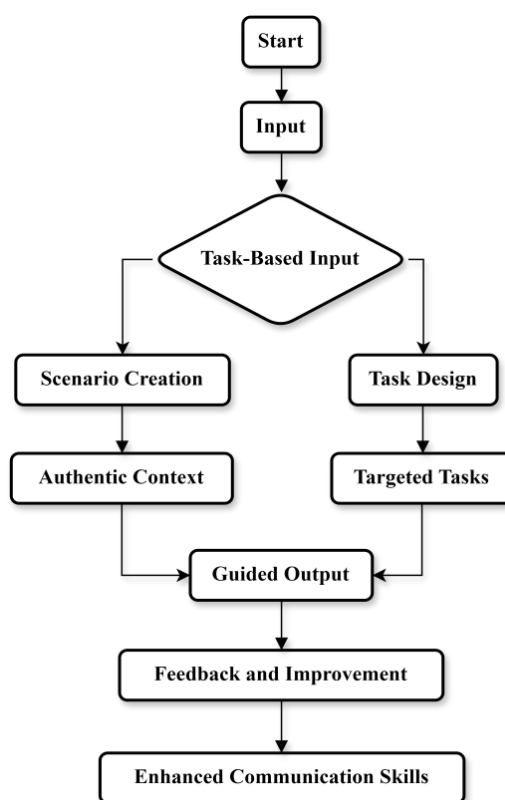 Start
Input
Task-Based Input
Scenario Creation
Task Design
Authentic Context
Targeted Tasks
Guided Output
Feedback and Improvement
Enhanced Communication Skills